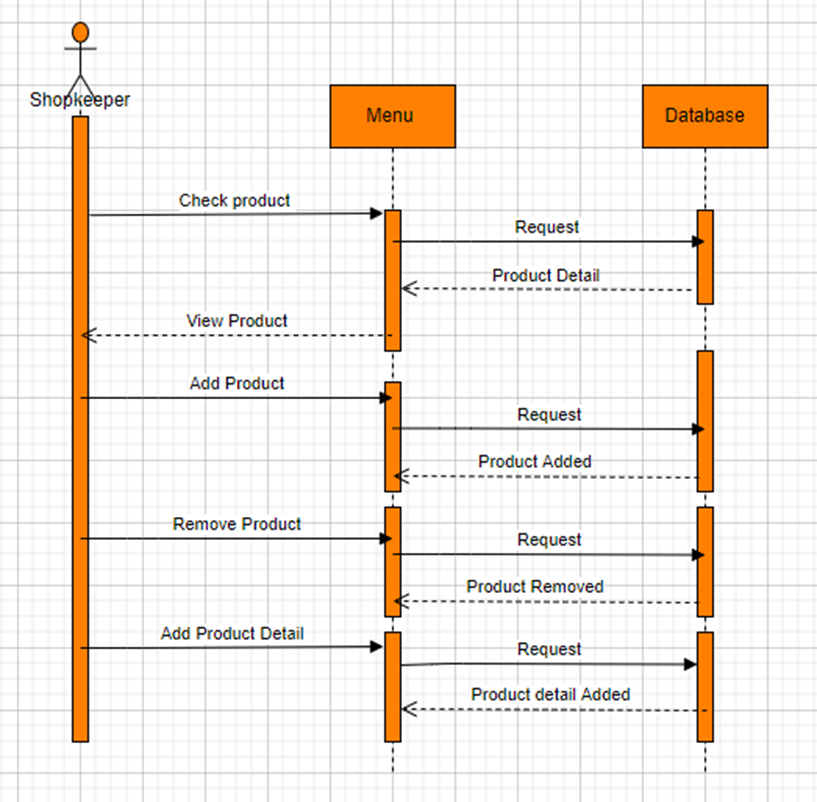 Shopkeeper
Menu
Database
Check product
Request
Product Detail
View Product
Add Product
Request
Product Added
Remove Product
Request
Product Removed
Add Product Detail
Request
Product detail Added